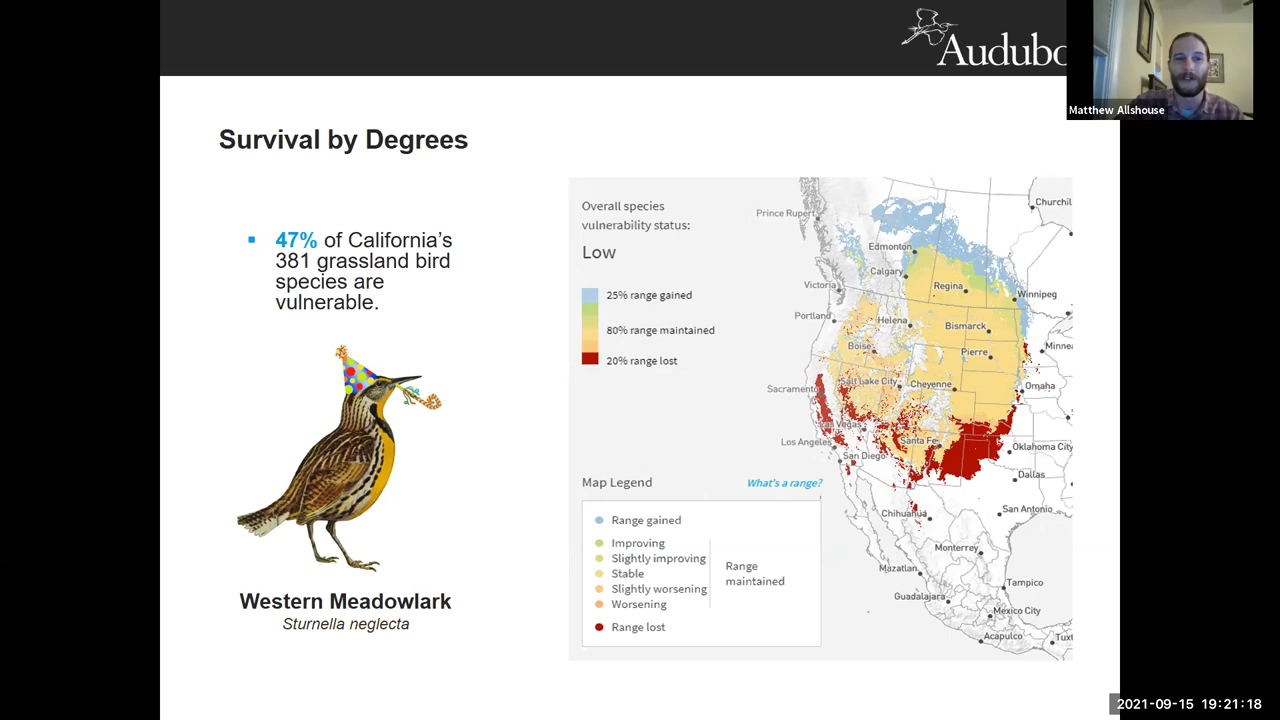 Audubo
Matthew Allshouse
Survival by Degrees
47% of California's
381 grassland bird
species are
vulnerable.
Western Meadowlark
Sturnella neglecta
Overall species
vulnerability status:
Low
25% range gained
80% range maintained
20% range lost
Map Legend
What's a range?
Range gained
Improving
Slightly improving
Stable
Slightly worsening
Worsening
Range
maintained
Range lost
Prince Rupert
Churchil
Edmonton
Calgary
Victoria
Regina
Winnipeg
Portland
Helena
Bismarck
Boise
Pierre
Minnea
Sacramento
Salt Lake City
Cheyenne
Omaha
Las Vegas
Los Angeles
Santa Fe
Oklahoma City
San Diego
Dallas
Chihuahua
San Antonio
Monterrey
Mazatlan
Tampico
Guadalajara
Mexico City
Acapulco
Tuxt
2021-09-15 19:21:18